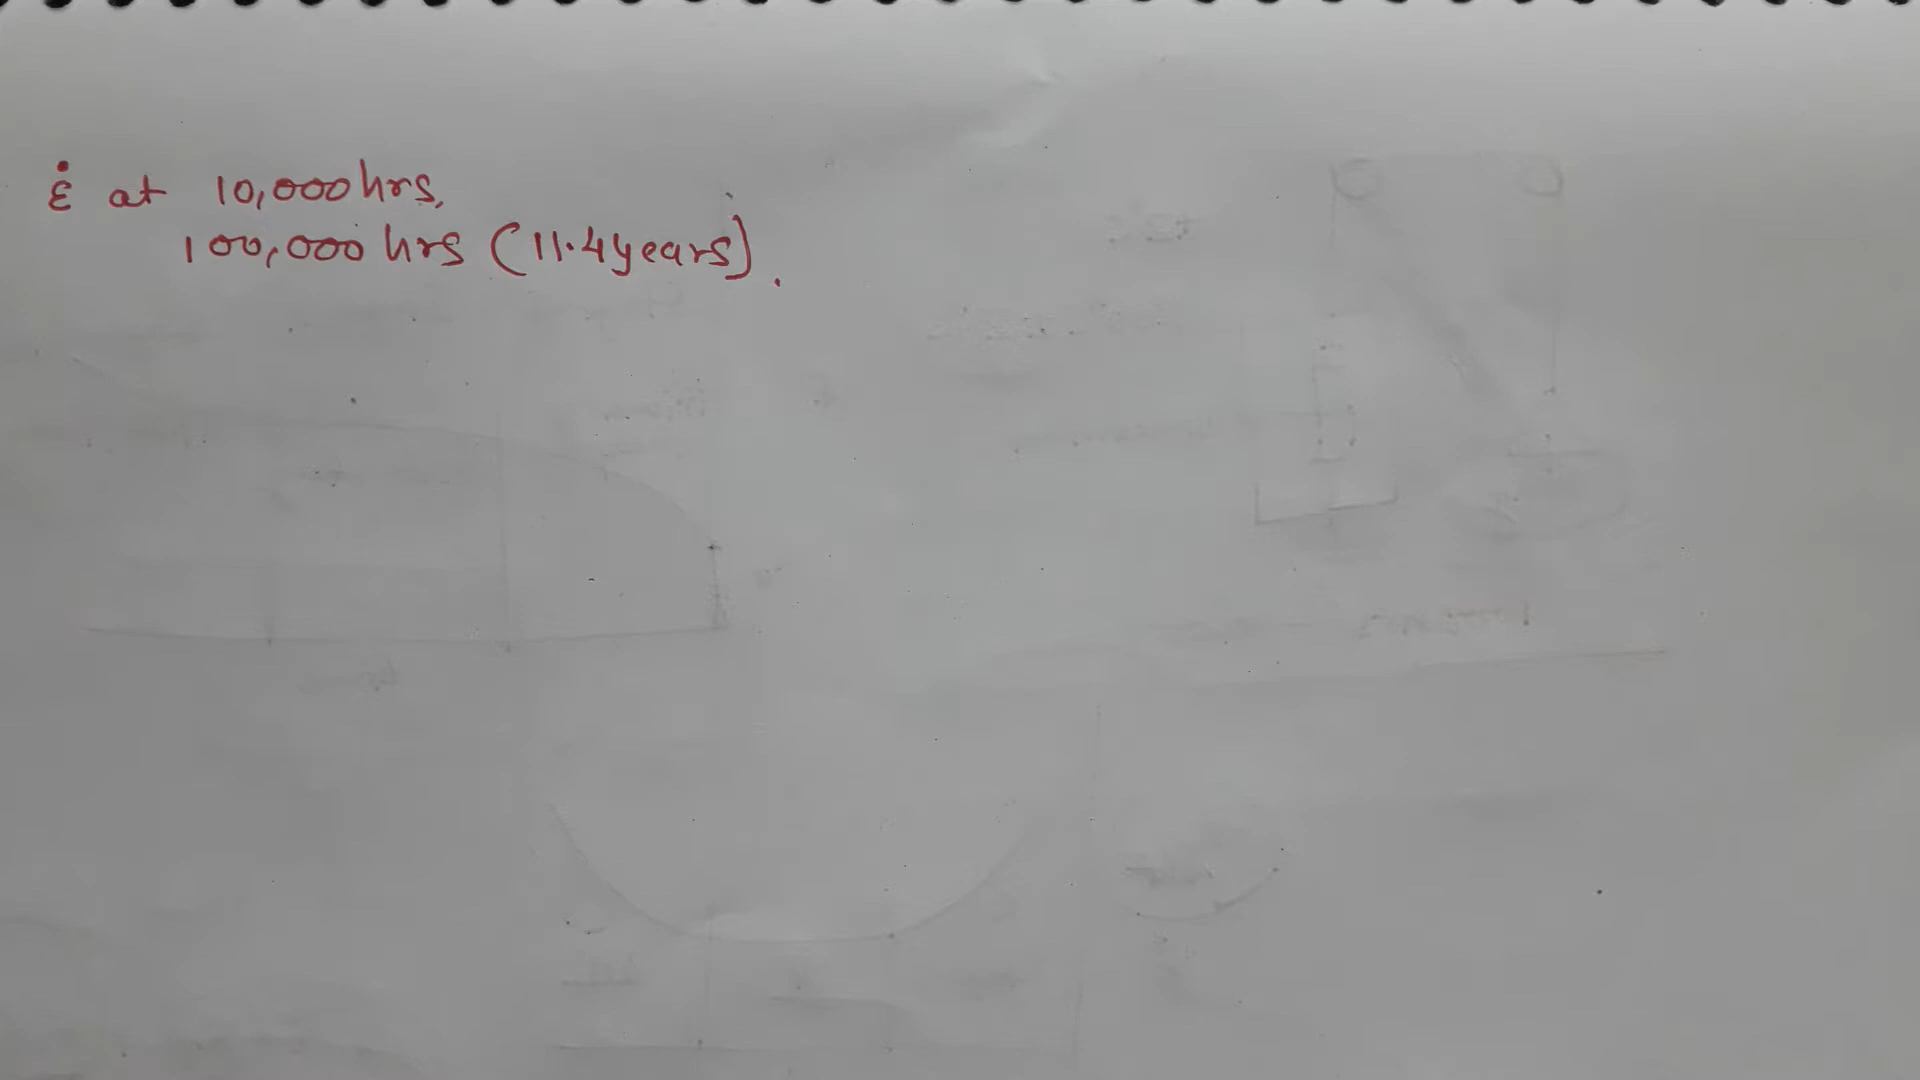 ε̇ at 10,000 hrs,
100,000 hrs (11.4 years).